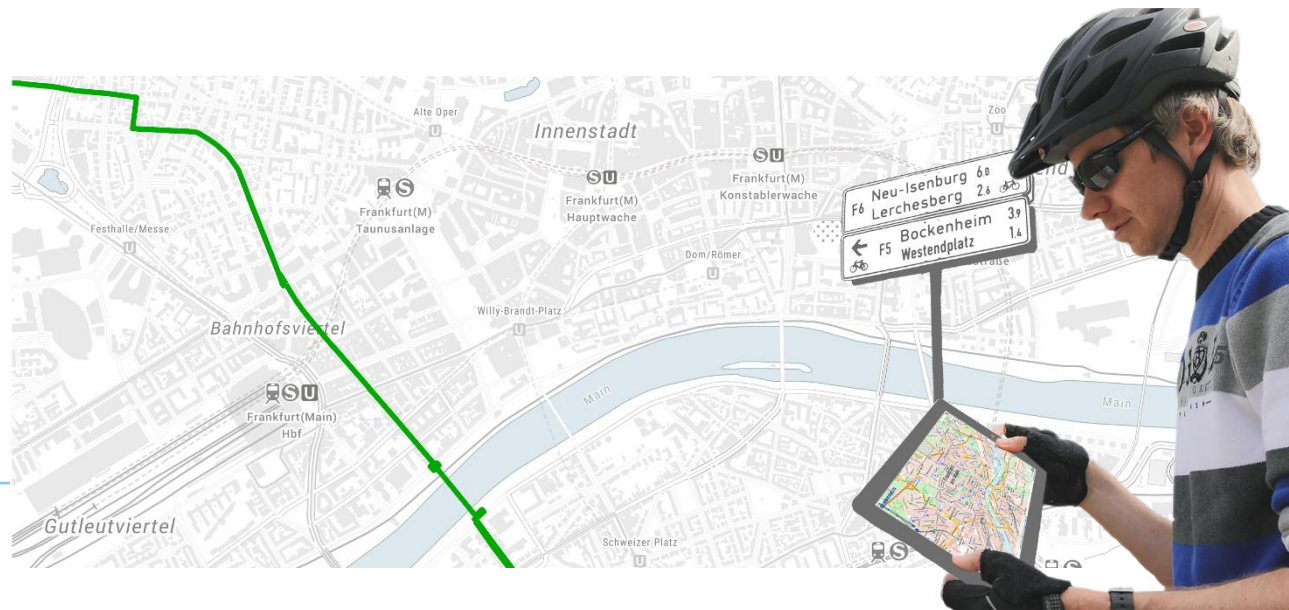 Alte Oper
U
Innenstadt
Zoo
U
S U
Frankfurt(M)
Konstablerwache
S
Frankfurt(M)
Taunusanlage
S U
Frankfurt(M)
Hauptwache
Festhalle/Messe
U
F6 Neu-Isenburg 6.0
Lerchesberg 2.6
← F5 Bockenheim 3.9
Westendplatz 1.4
Dom/Römer
U
Willy-Brandt-Platz
U
Bahnhofsviertel
S U
Frankfurt(Main)
Hbf
Main
Main
Gutleutviertel
Schweizer Platz
U
S